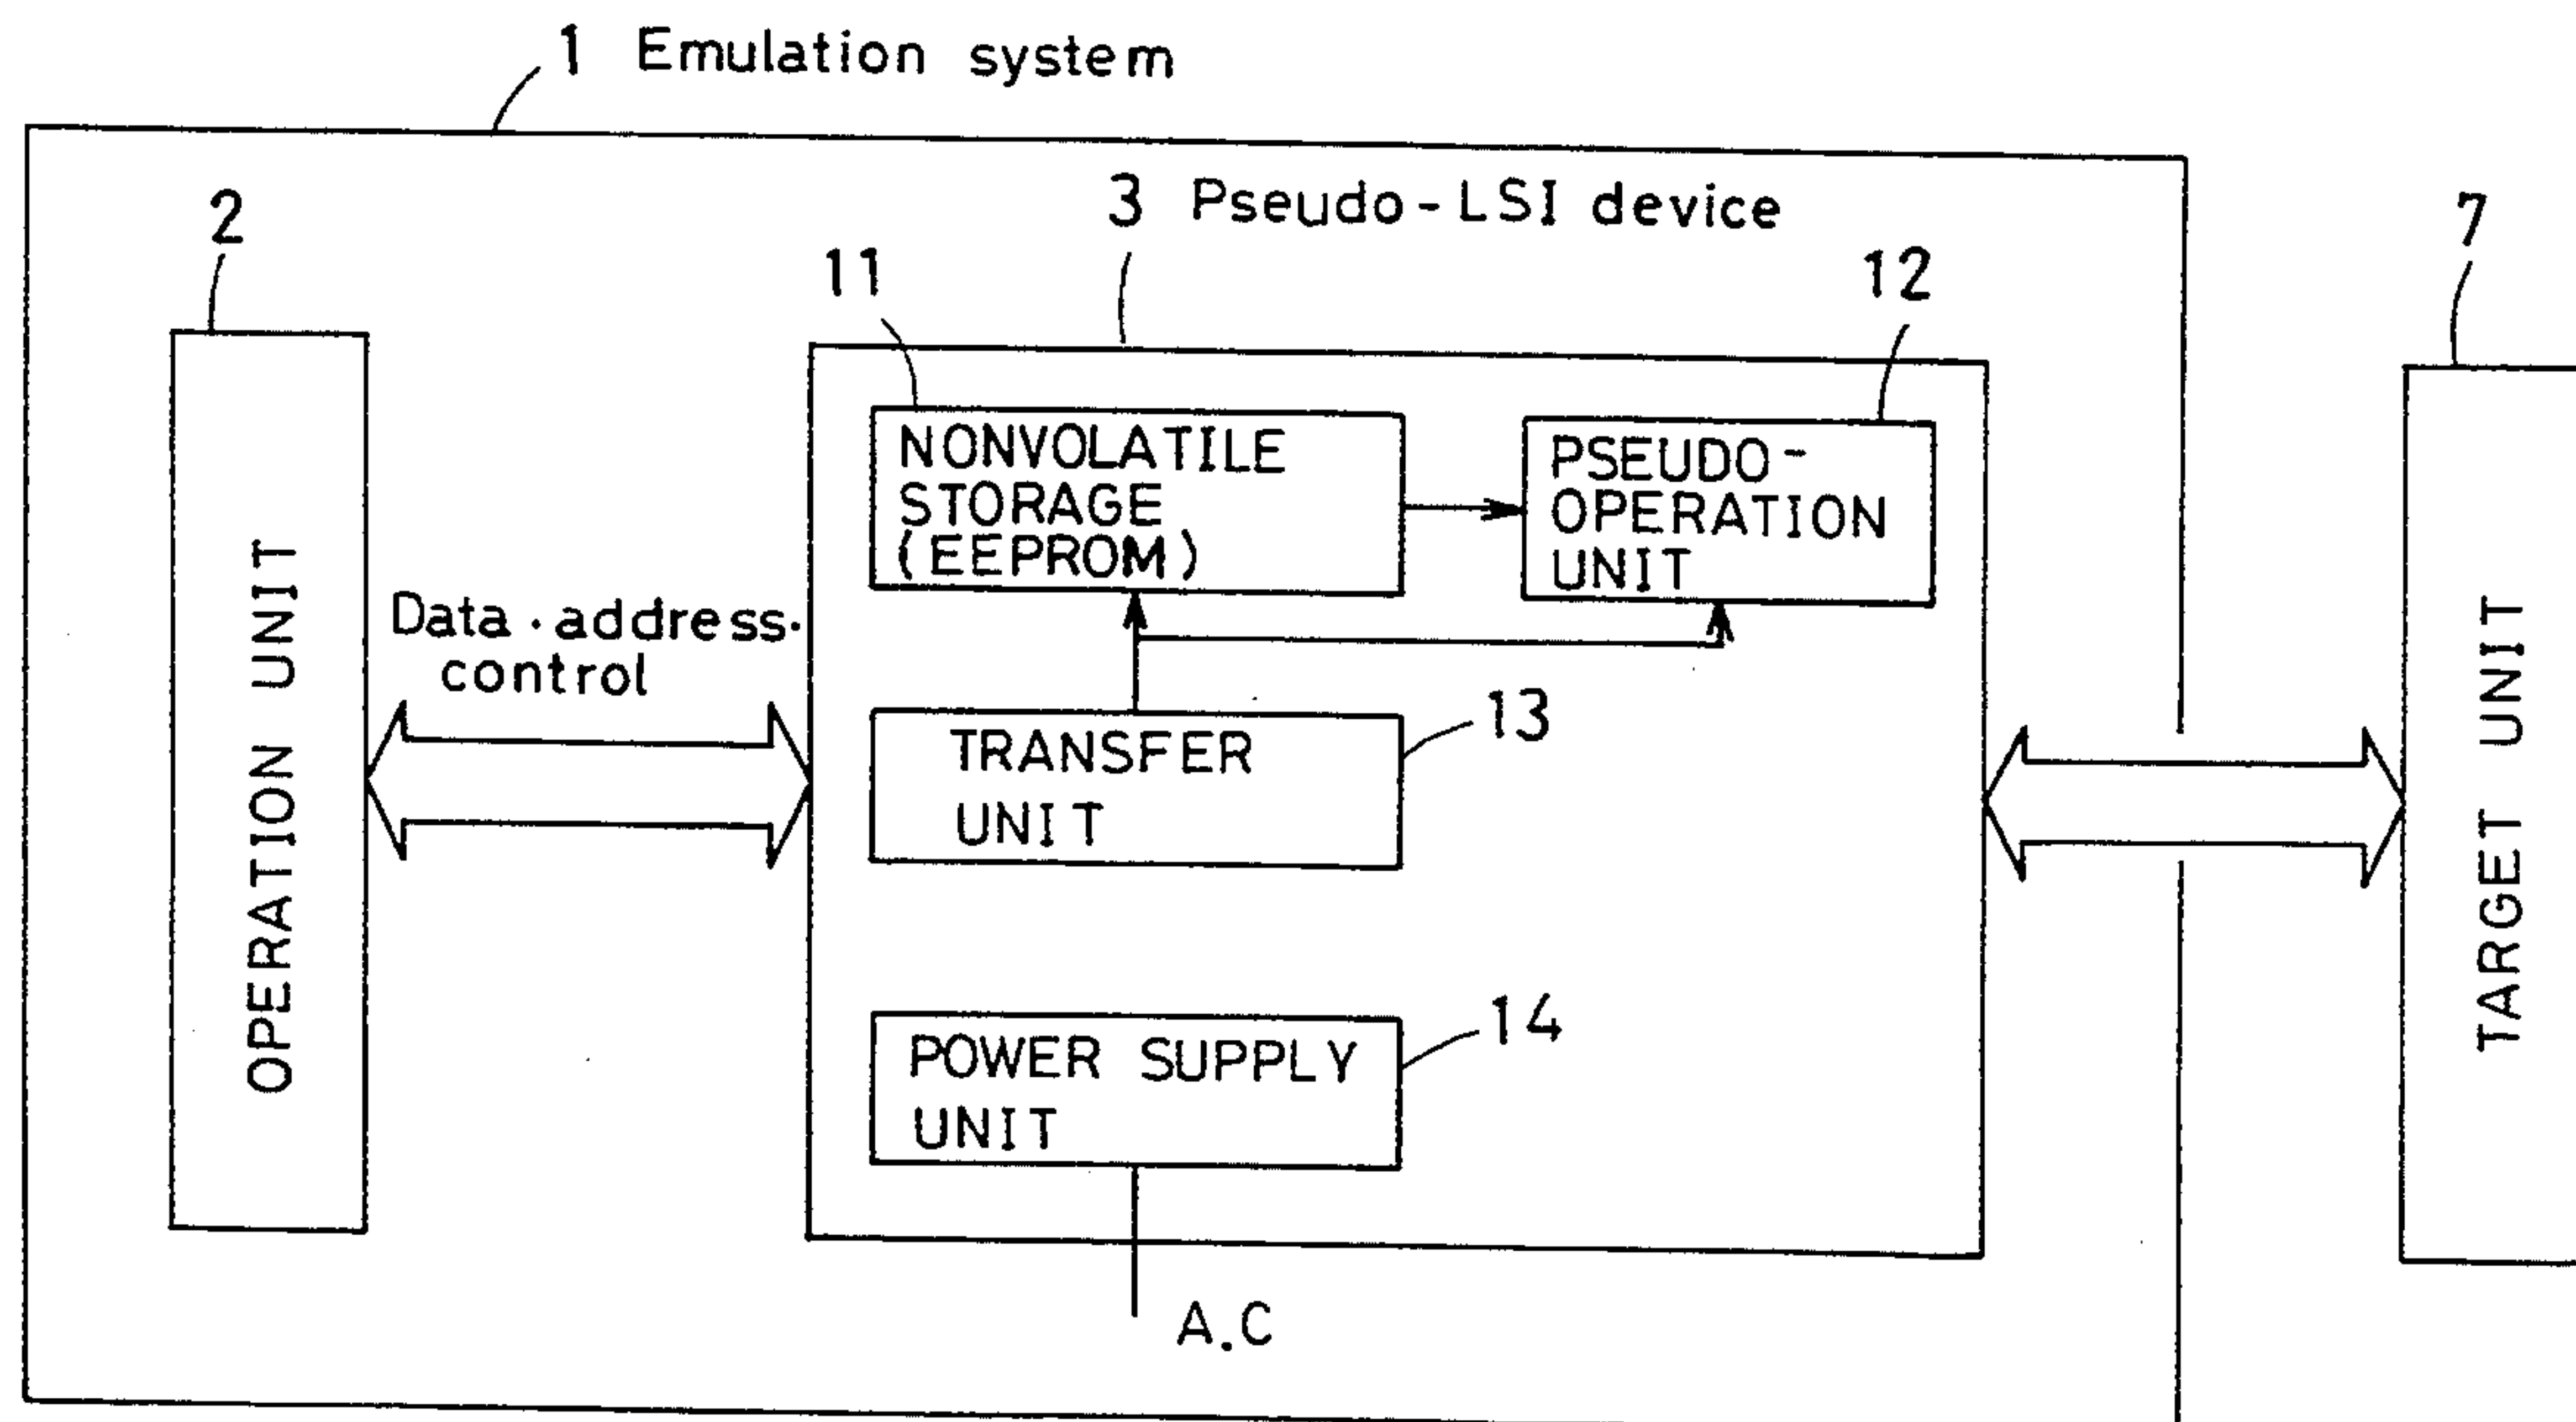 1 Emulation system
2
3 Pseudo-LSI device
7
11
12
NONVOLATILE
STORAGE
(EEPROM)
PSEUDO-
OPERATION
UNIT
OPERATION UNIT
Data·address·
control
13
TRANSFER
UNIT
TARGET UNIT
14
POWER SUPPLY
UNIT
A.C